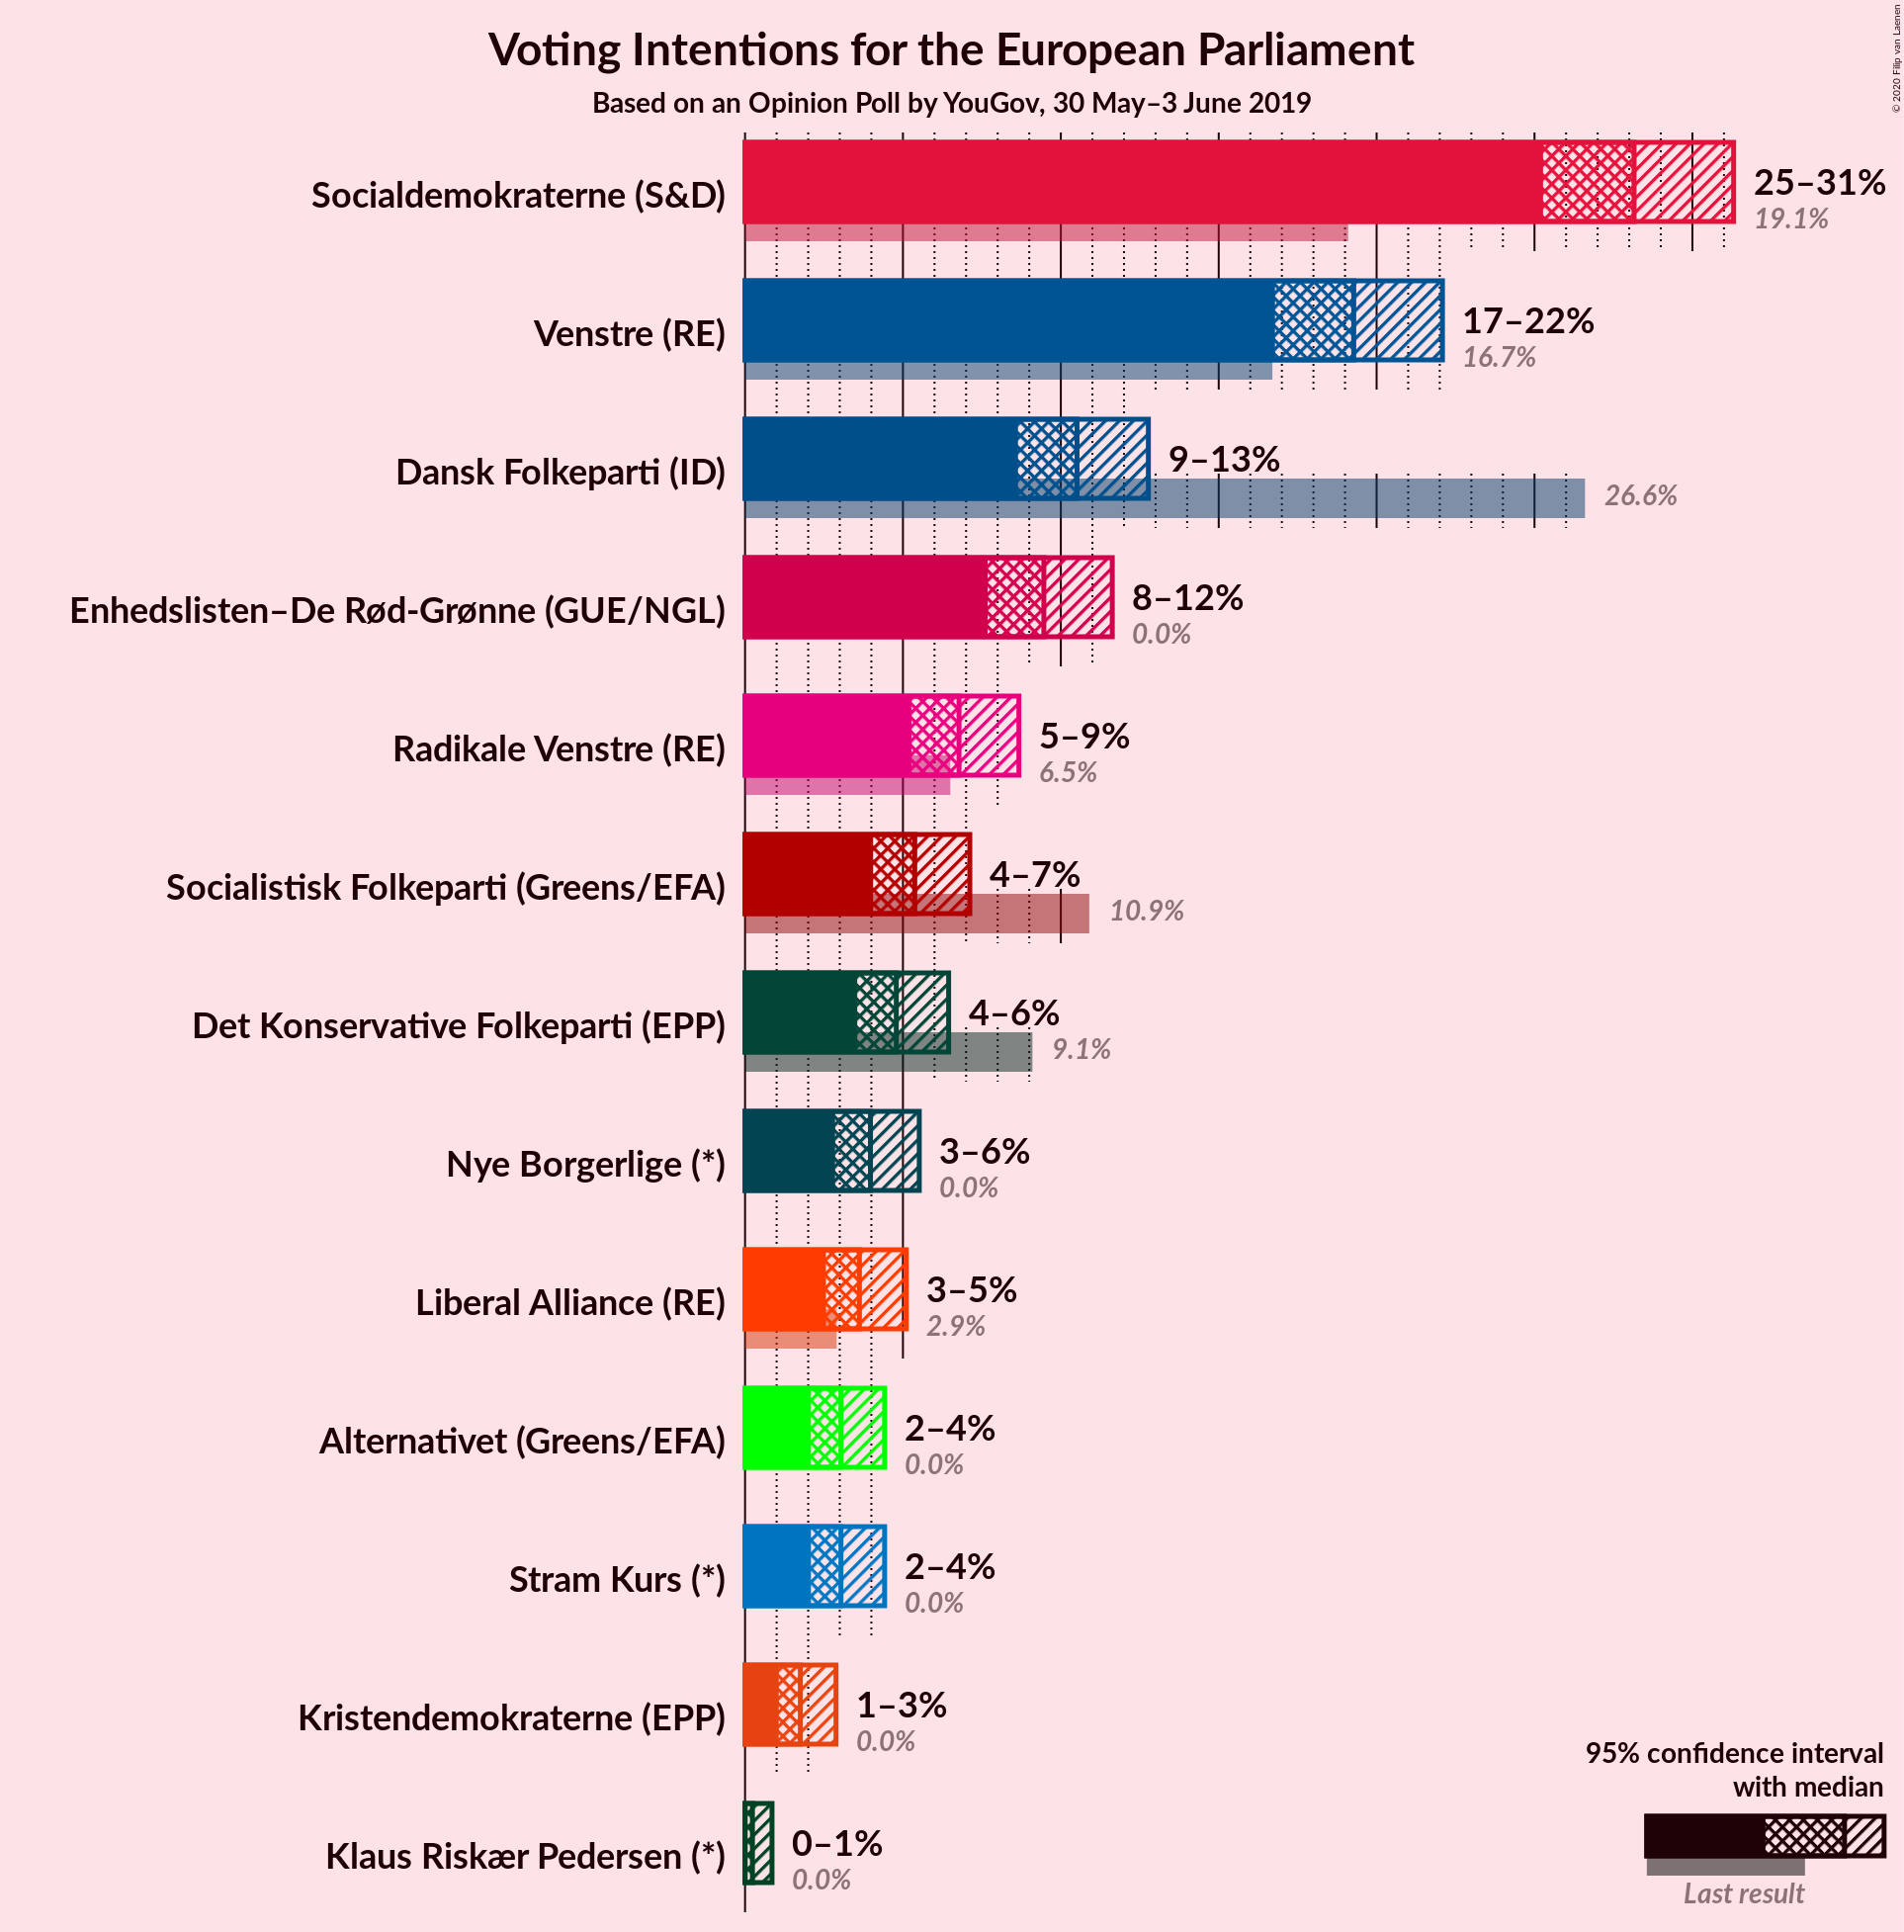 Voting Intentions for the European Parliament
Based on an Opinion Poll by YouGov, 30 May–3 June 2019
© 2020 Filip van Laenen
Socialdemokraterne (S&D)
25–31%
19.1%
Venstre (RE)
17–22%
16.7%
Dansk Folkeparti (ID)
9–13%
26.6%
Enhedslisten–De Rød-Grønne (GUE/NGL)
8–12%
0.0%
Radikale Venstre (RE)
5–9%
6.5%
Socialistisk Folkeparti (Greens/EFA)
4–7%
10.9%
Det Konservative Folkeparti (EPP)
4–6%
9.1%
Nye Borgerlige (*)
3–6%
0.0%
Liberal Alliance (RE)
3–5%
2.9%
Alternativet (Greens/EFA)
2–4%
0.0%
Stram Kurs (*)
2–4%
0.0%
Kristendemokraterne (EPP)
1–3%
0.0%
Klaus Riskær Pedersen (*)
0–1%
0.0%
95% confidence interval
with median
Last result